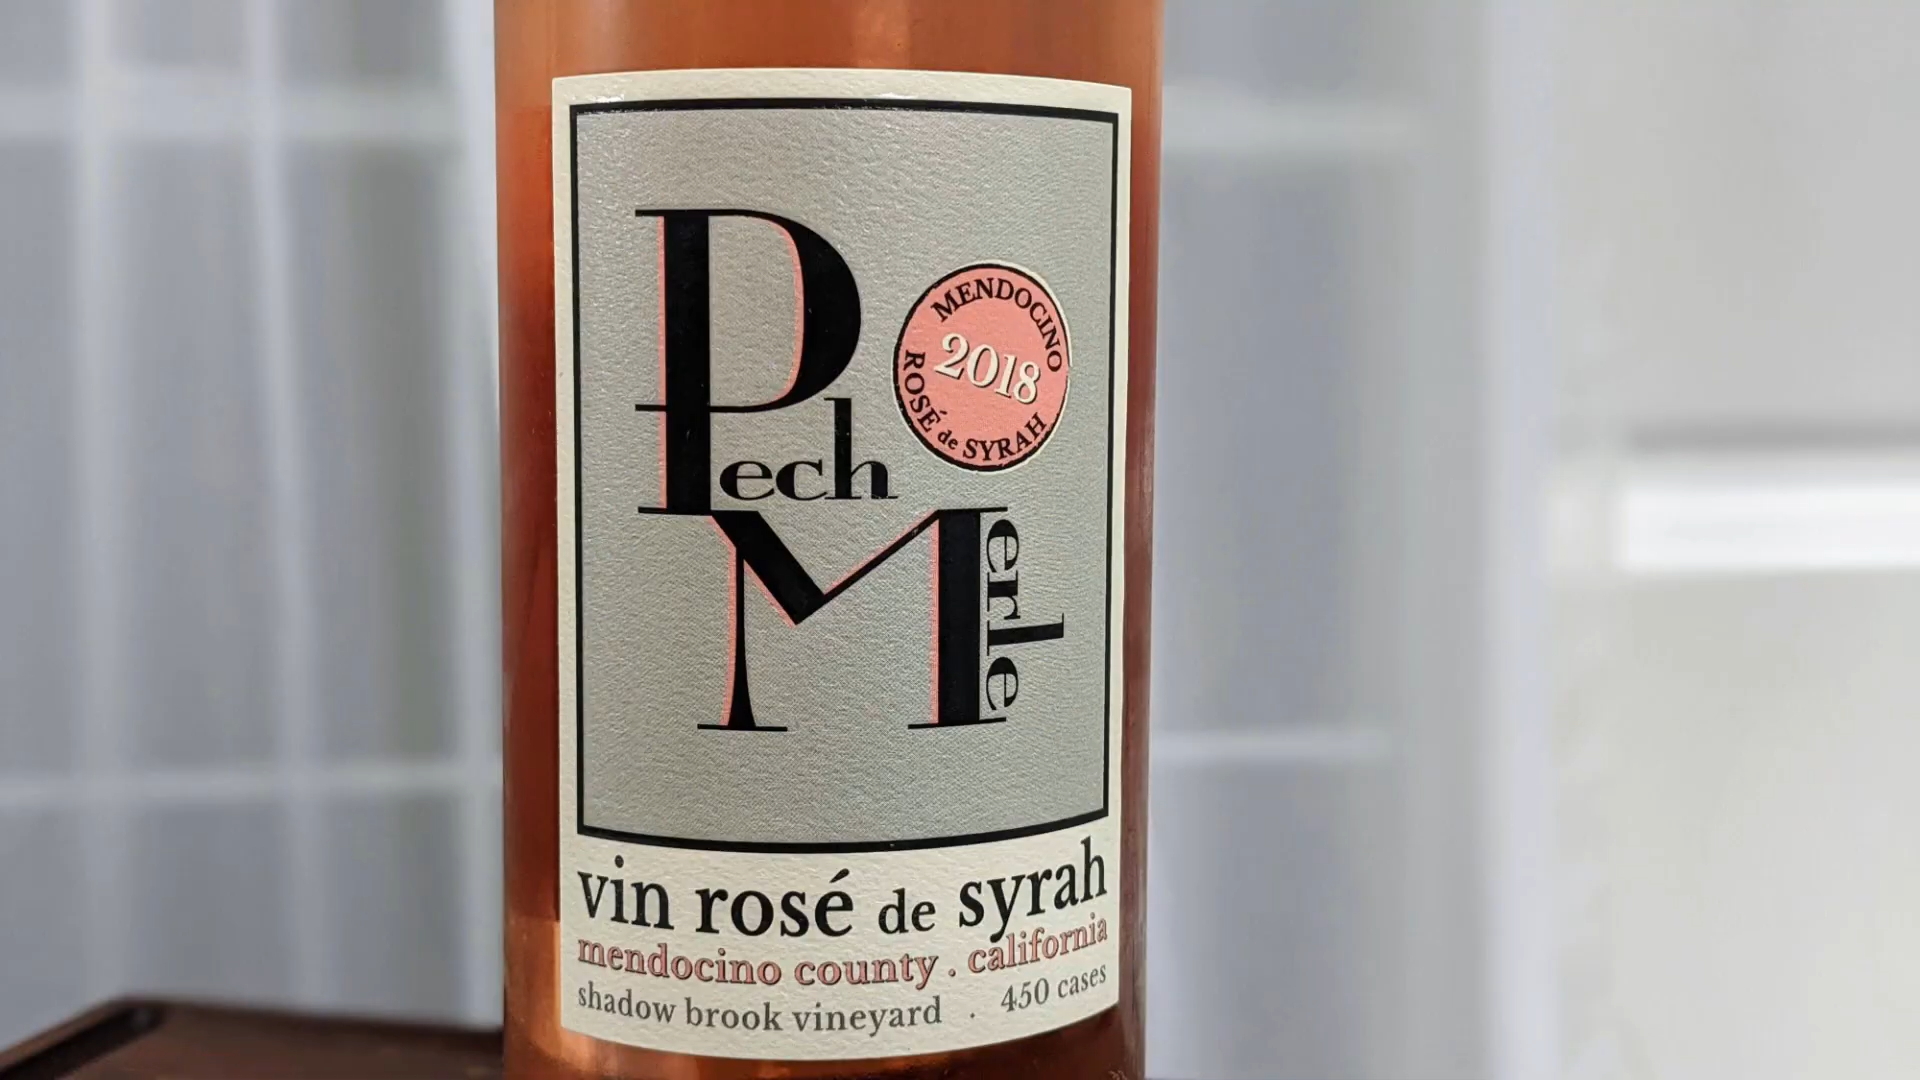 Pech
Merle
MENDOCINO
2018
ROSÉ de SYRAH
vin rosé de syrah
mendocino county . california
shadow brook vineyard . 450 cases